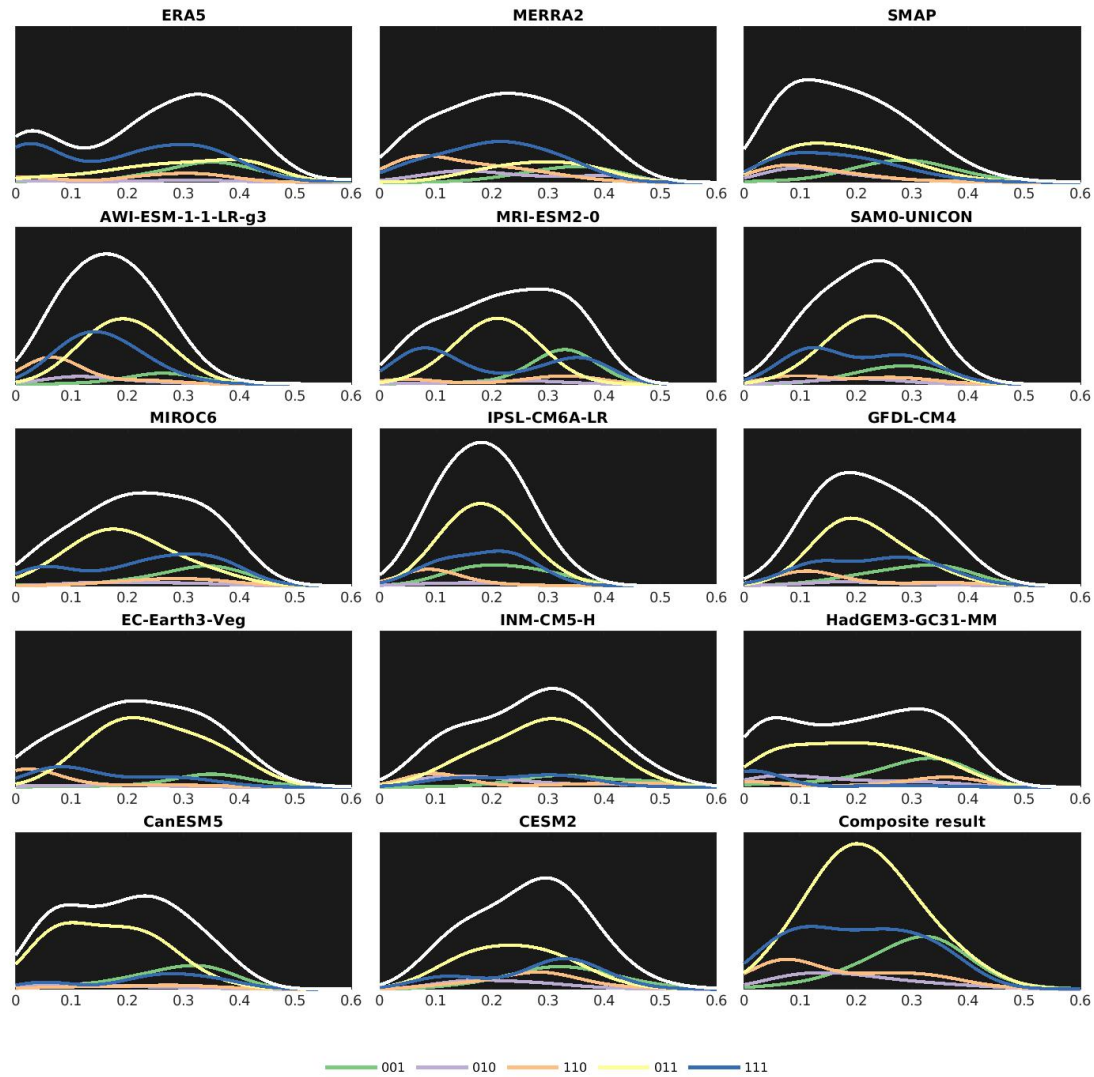 ERA5 MERRA2 SMAP
0 0.1 0.2 0.3 0.4 0.5 0.6 0 0.1 0.2 0.3 0.4 0.5 0.6 0 0.1 0.2 0.3 0.4 0.5 0.6
AWI-ESM-1-1-LR-g3 MRI-ESM2-0 SAM0-UNICON
0 0.1 0.2 0.3 0.4 0.5 0.6 0 0.1 0.2 0.3 0.4 0.5 0.6 0 0.1 0.2 0.3 0.4 0.5 0.6
MIROC6 IPSL-CM6A-LR GFDL-CM4
0 0.1 0.2 0.3 0.4 0.5 0.6 0 0.1 0.2 0.3 0.4 0.5 0.6 0 0.1 0.2 0.3 0.4 0.5 0.6
EC-Earth3-Veg INM-CM5-H HadGEM3-GC31-MM
0 0.1 0.2 0.3 0.4 0.5 0.6 0 0.1 0.2 0.3 0.4 0.5 0.6 0 0.1 0.2 0.3 0.4 0.5 0.6
CanESM5 CESM2 Composite result
0 0.1 0.2 0.3 0.4 0.5 0.6 0 0.1 0.2 0.3 0.4 0.5 0.6 0 0.1 0.2 0.3 0.4 0.5 0.6
001 010 110 011 111